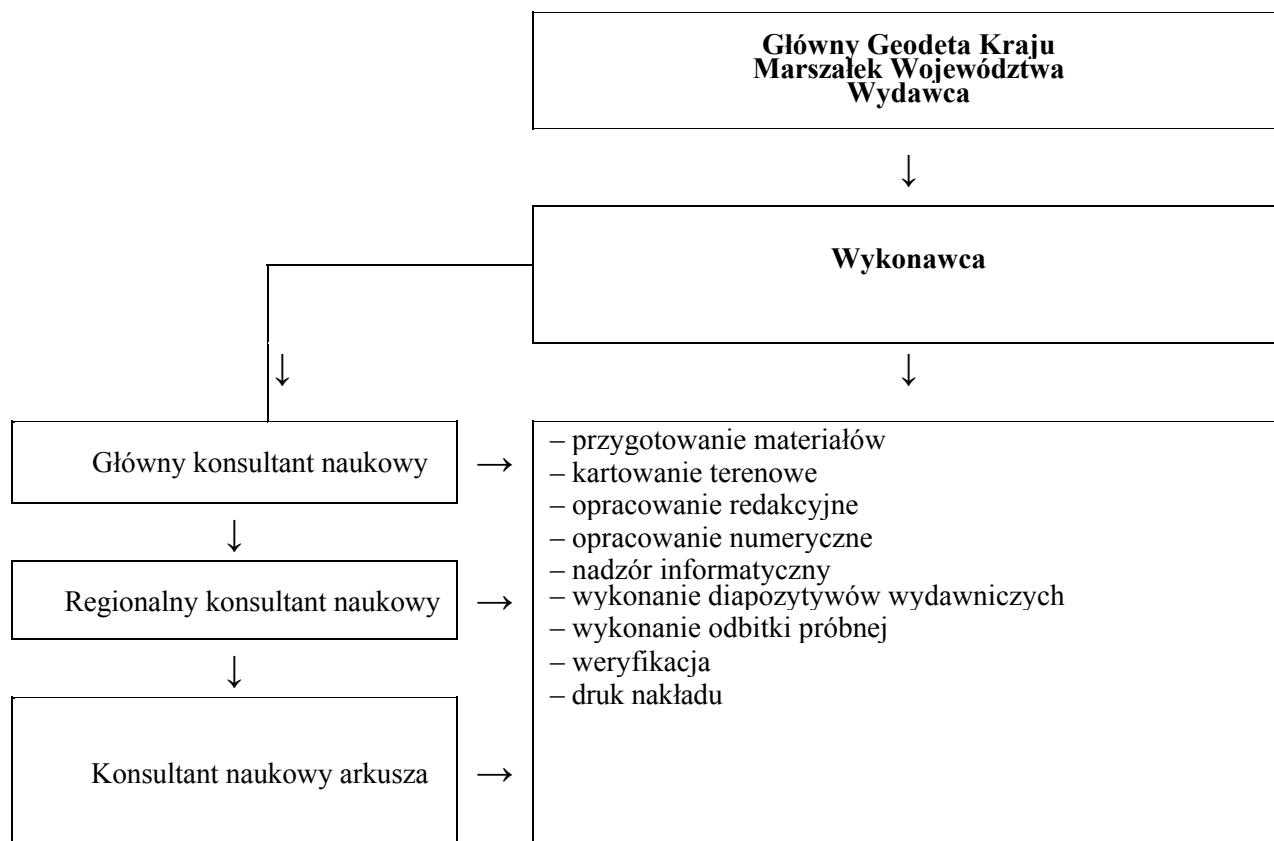 Główny Geodeta Kraju
Marszałek Województwa
Wydawca
↓
Wykonawca
↓
↓
Główny konsultant naukowy
→
↓
Regionalny konsultant naukowy
→
↓
Konsultant naukowy arkusza
→
– przygotowanie materiałów
– kartowanie terenowe
– opracowanie redakcyjne
– opracowanie numeryczne
– nadzór informatyczny
– wykonanie diapozytywów wydawniczych
– wykonanie odbitki próbnej
– weryfikacja
– druk nakładu